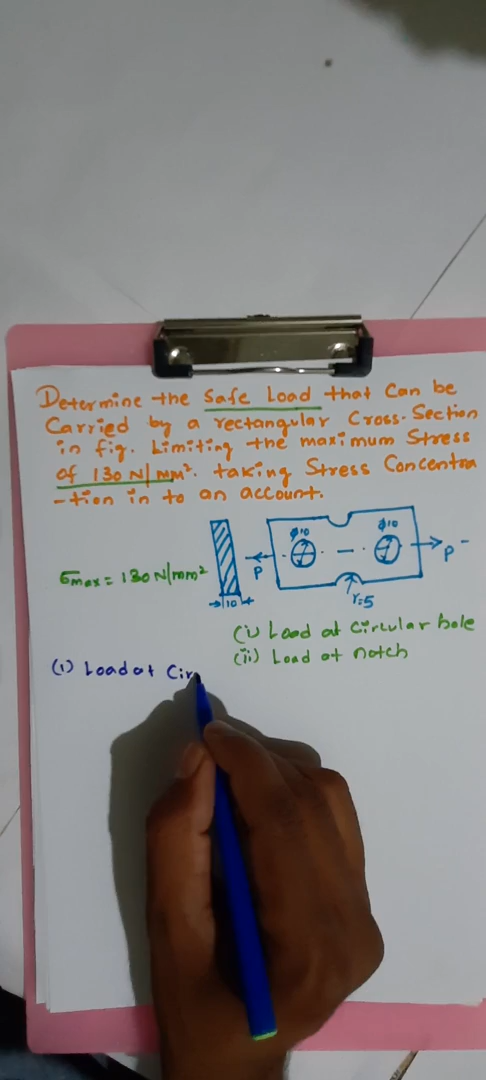 Determine the Safe Load that Can be
Carried by a rectangular Cross-Section
in fig. Limiting the maximum Stress
of 130 N/mm². taking Stress Concentra
-tion in to an account.
σmax = 130 N/mm²
ϕ10
ϕ10
P
P
10
r=5
(i) Load at Circular hole
(ii) Load at notch
(i) Load at Cir